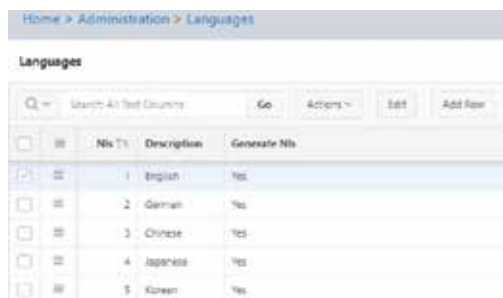 Home > Administration > Languages
Languages
Search: All Text Columns Go Actions Edit Add Row
Nls Description Generate Nls
1 English Yes
2 German Yes
3 Chinese Yes
4 Japanese Yes
5 Korean Yes